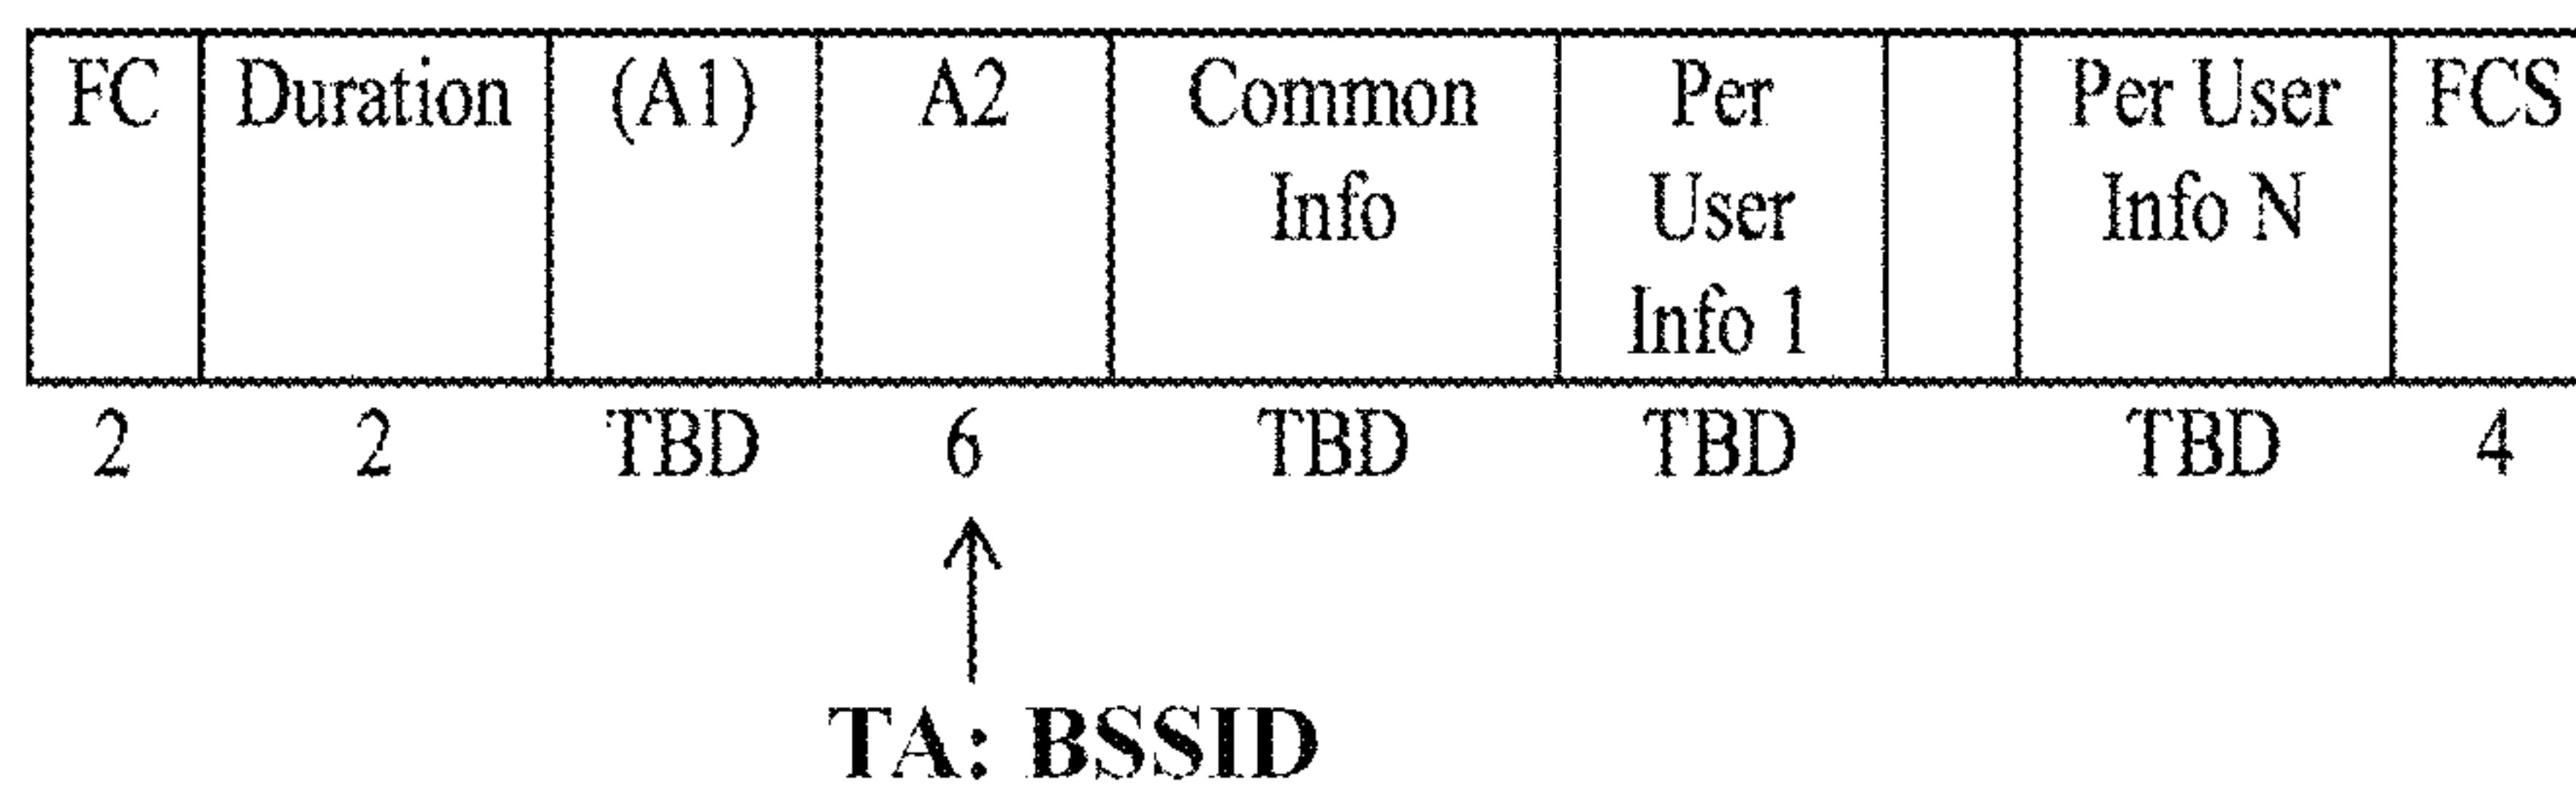 FC Duration (A1) A2 Common Per Per User FCS
Info User Info N
Info 1
2 2 TBD 6 TBD TBD TBD 4
TA: BSSID